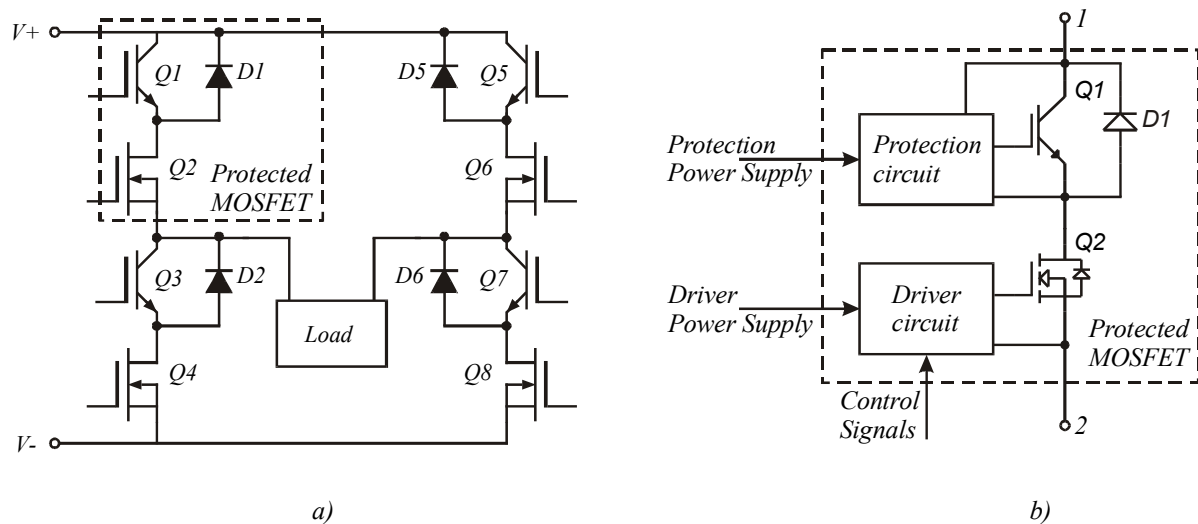 V+
Q1
D1
D5
Q5
Q2
Protected
MOSFET
Q6
Q3
D2
D6
Q7
Load
Q4
Q8
V-
a)
1
Q1
D1
Protection
Power Supply
Protection
circuit
Q2
Driver
Power Supply
Driver
circuit
Protected
MOSFET
Control
Signals
2
b)